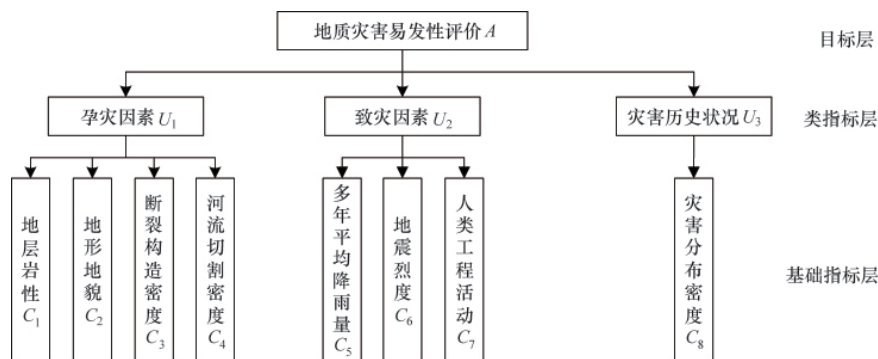 地质灾害易发性评价A
目标层
孕灾因素U₁
致灾因素U₂
灾害历史状况U₃
类指标层
地层岩性C₁
地形地貌C₂
断裂构造密度C₃
河流切割密度C₄
多年平均降雨量C₅
地震烈度C₆
人类工程活动C₇
灾害分布密度C₈
基础指标层